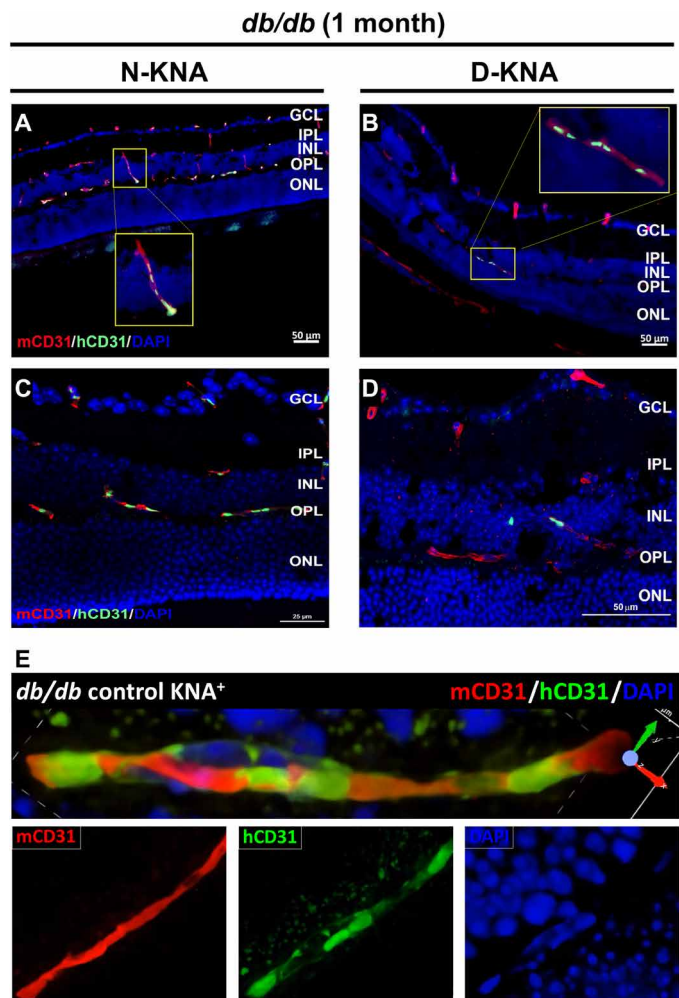 db/db (1 month)
N-KNA
D-KNA
A
GCL
IPL
INL
OPL
ONL
mCD31/hCD31/DAPI
50 μm
B
GCL
IPL
INL
OPL
ONL
50 μm
C
GCL
IPL
INL
OPL
ONL
mCD31/hCD31/DAPI
25 μm
D
GCL
IPL
INL
OPL
ONL
50 μm
E
db/db control KNA⁺
mCD31/hCD31/DAPI
mCD31
hCD31
DAPI